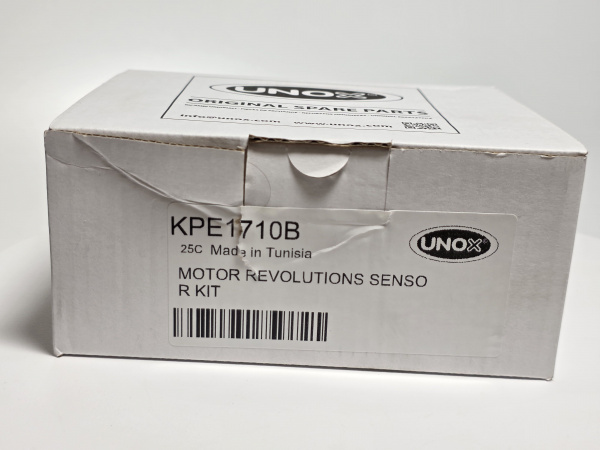 UNOX
ORIGINAL SPARE PARTS
info@unox.com www.unox.com
KPE1710B
25C Made in Tunisia
UNOX
MOTOR REVOLUTIONS SENSO
R KIT